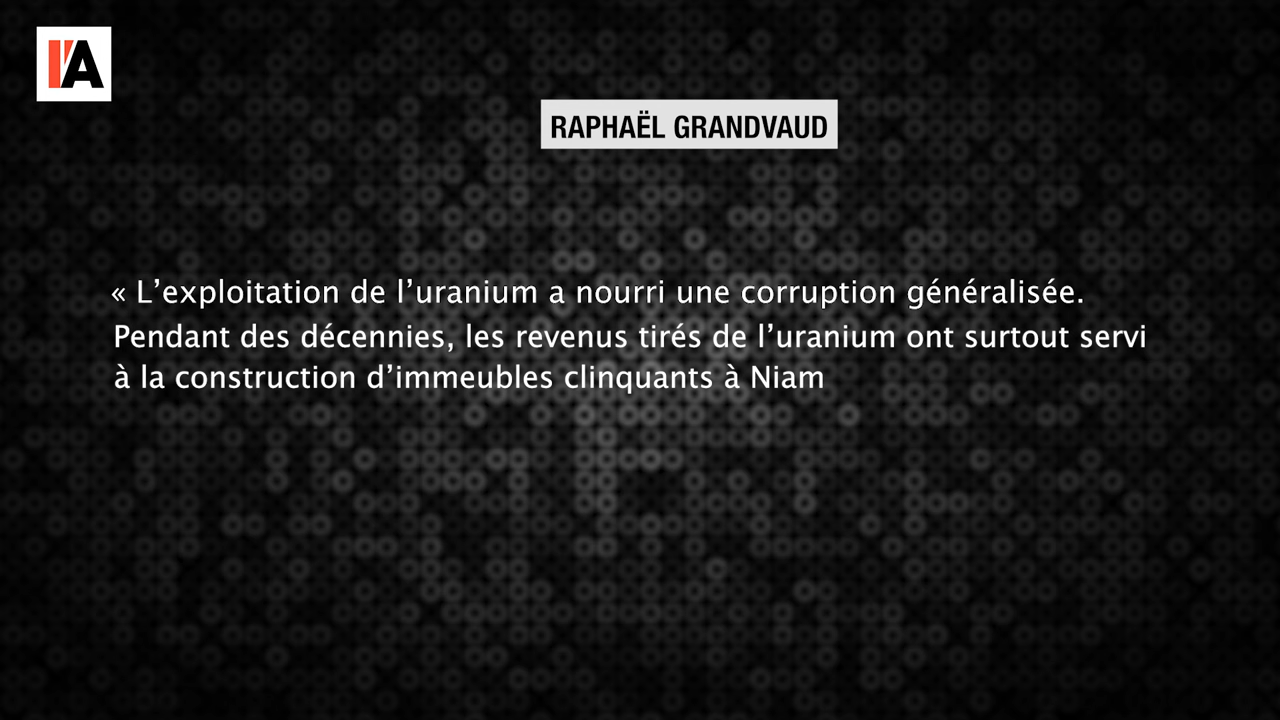 l'A
RAPHAËL GRANDVAUD
« L’exploitation de l’uranium a nourri une corruption généralisée.
Pendant des décennies, les revenus tirés de l’uranium ont surtout servi
à la construction d’immeubles clinquants à Niam